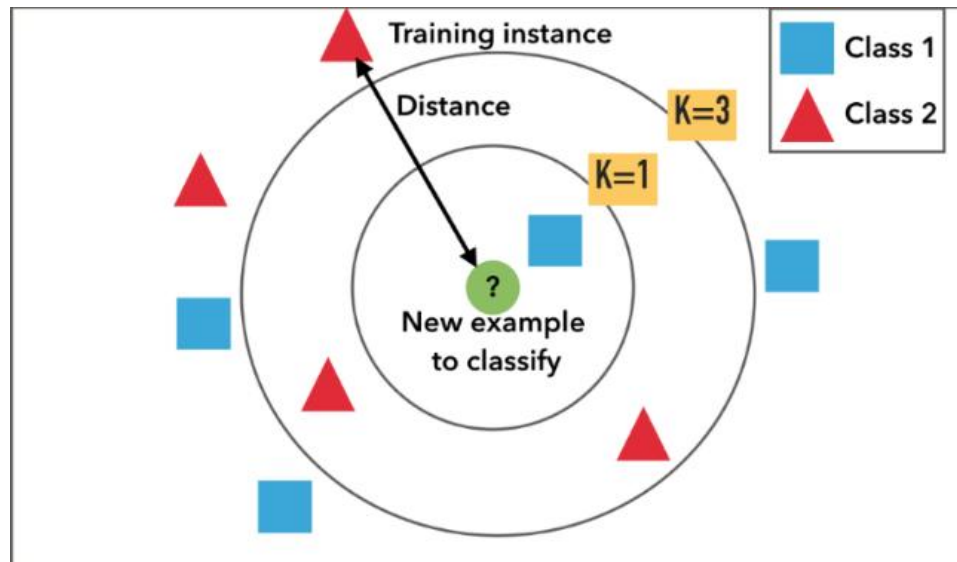 Training instance
Class 1
Distance
K=3
Class 2
K=1
?
New example
to classify